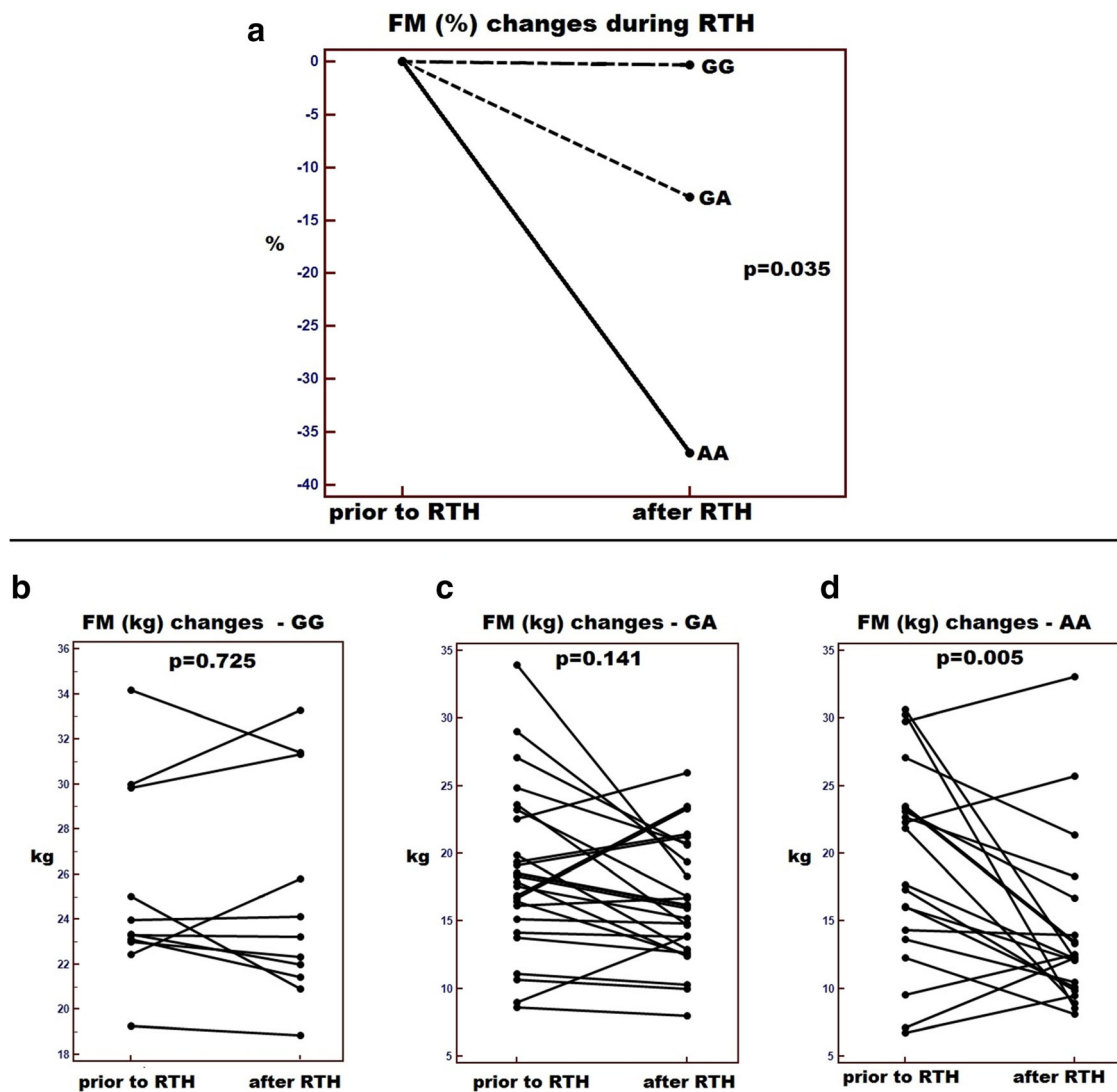 a
FM (%) changes during RTH
0
-5
-10
-15
-20
-25
-30
-35
-40
%
GG
GA
p=0.035
AA
prior to RTH after RTH
b
FM (kg) changes - GG
p=0.725
36
34
32
30
28
26
24
22
20
18
kg
prior to RTH after RTH
c
FM (kg) changes - GA
p=0.141
35
30
25
20
15
10
5
kg
prior to RTH after RTH
d
FM (kg) changes - AA
p=0.005
35
30
25
20
15
10
5
kg
prior to RTH after RTH